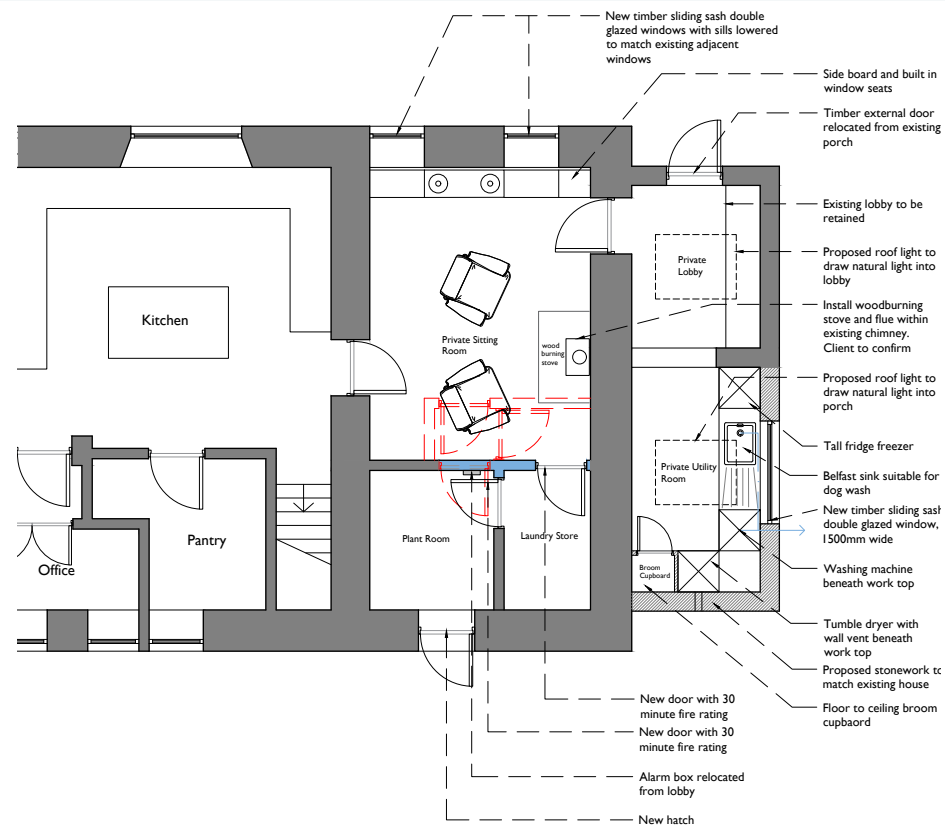 New timber sliding sash double
glazed windows with sills lowered
to match existing adjacent
windows
Side board and built in
window seats
Timber external door
relocated from existing
porch
Existing lobby to be
retained
Proposed roof light to
draw natural light into
lobby
Install woodburning
stove and flue within
existing chimney.
Client to confirm
Proposed roof light to
draw natural light into
porch
Tall fridge freezer
Belfast sink suitable for
dog wash
New timber sliding sash
double glazed window,
1500mm wide
Washing machine
beneath work top
Tumble dryer with
wall vent beneath
work top
Proposed stonework to
match existing house
Floor to ceiling broom
cupbaord
Kitchen
Private Sitting
Room
wood
burning
stove
Private
Lobby
Private Utility
Room
Broom
Cupboard
Plant Room
Laundry Store
Pantry
Office
New door with 30
minute fire rating
New door with 30
minute fire rating
Alarm box relocated
from lobby
New hatch